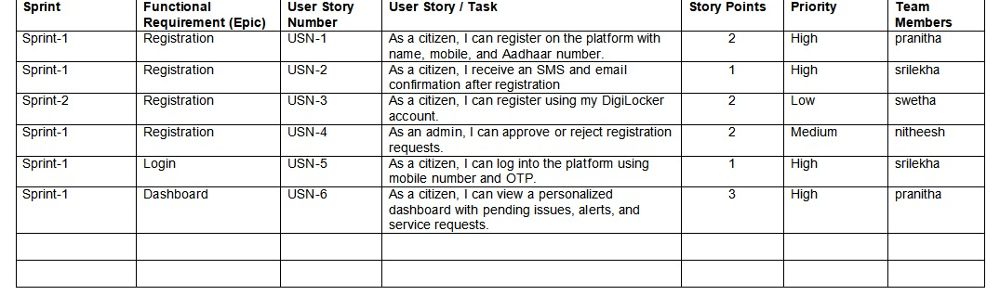 Sprint Functional Requirement (Epic) User Story Number User Story / Task Story Points Priority Team Members
Sprint-1 Registration USN-1 As a citizen, I can register on the platform with name, mobile, and Aadhaar number. 2 High pranitha
Sprint-1 Registration USN-2 As a citizen, I receive an SMS and email confirmation after registration 1 High srilekha
Sprint-2 Registration USN-3 As a citizen, I can register using my DigiLocker account. 2 Low swetha
Sprint-1 Registration USN-4 As an admin, I can approve or reject registration requests. 2 Medium nitheesh
Sprint-1 Login USN-5 As a citizen, I can log into the platform using mobile number and OTP. 1 High srilekha
Sprint-1 Dashboard USN-6 As a citizen, I can view a personalized dashboard with pending issues, alerts, and service requests. 3 High pranitha